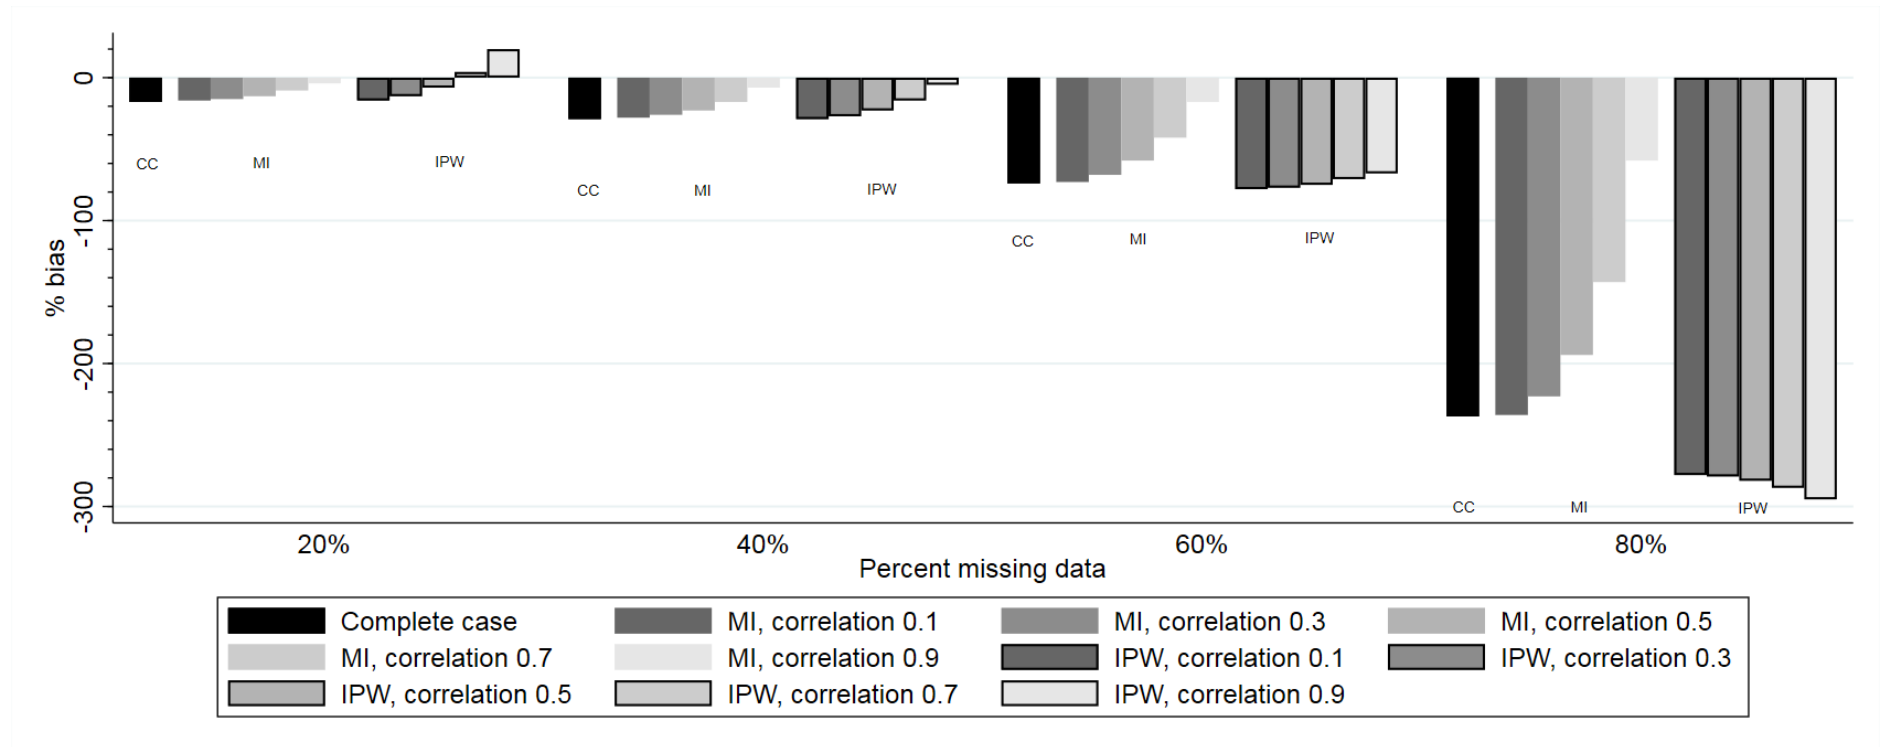 0
-100
-200
-300
% bias
CC MI IPW
CC MI IPW
CC MI IPW
CC MI IPW
20% 40% 60% 80%
Percent missing data
Complete case MI, correlation 0.1 MI, correlation 0.3 MI, correlation 0.5
MI, correlation 0.7 MI, correlation 0.9 IPW, correlation 0.1 IPW, correlation 0.3
IPW, correlation 0.5 IPW, correlation 0.7 IPW, correlation 0.9